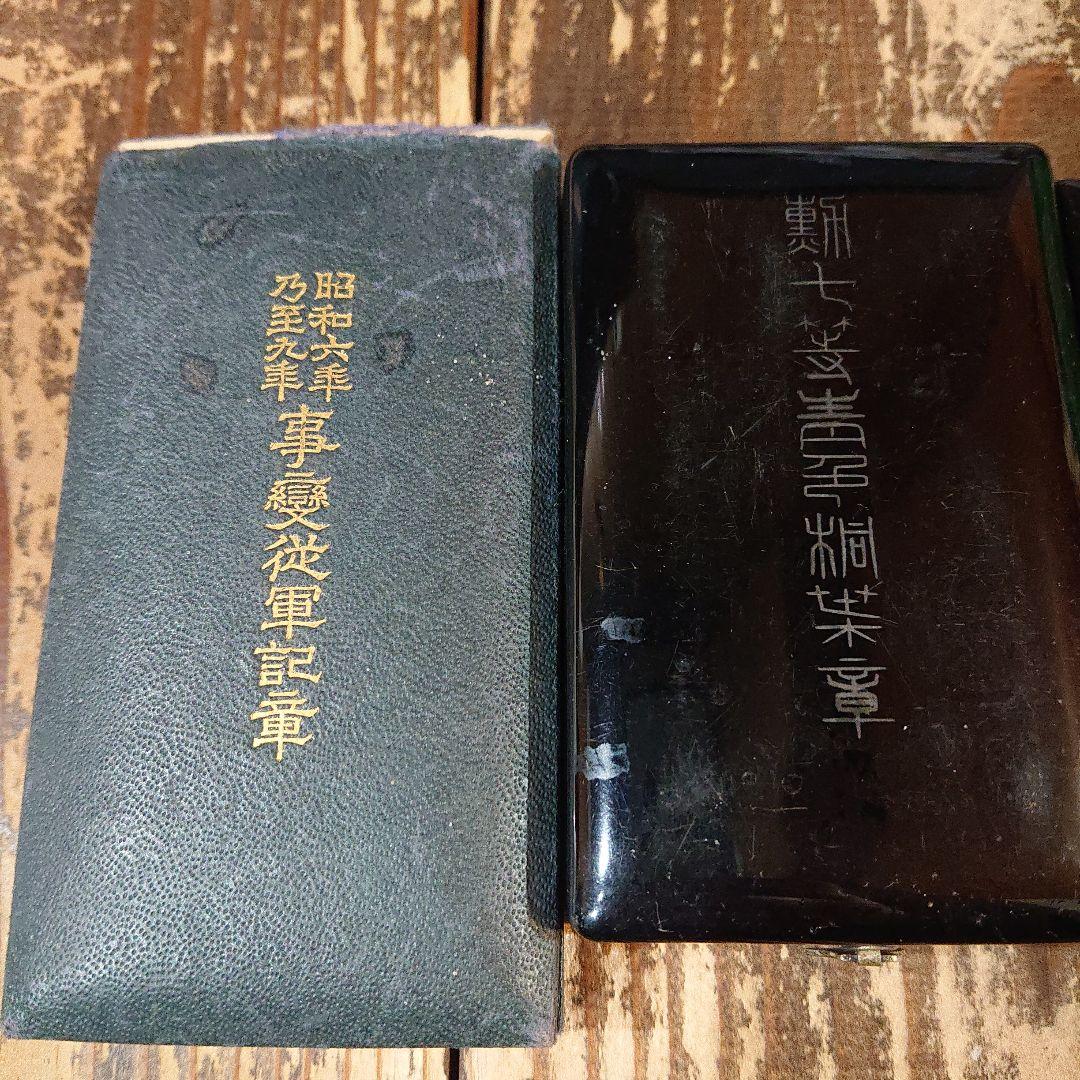 昭和六年
乃至九年
事變從軍記章
勲七等青色桐葉章